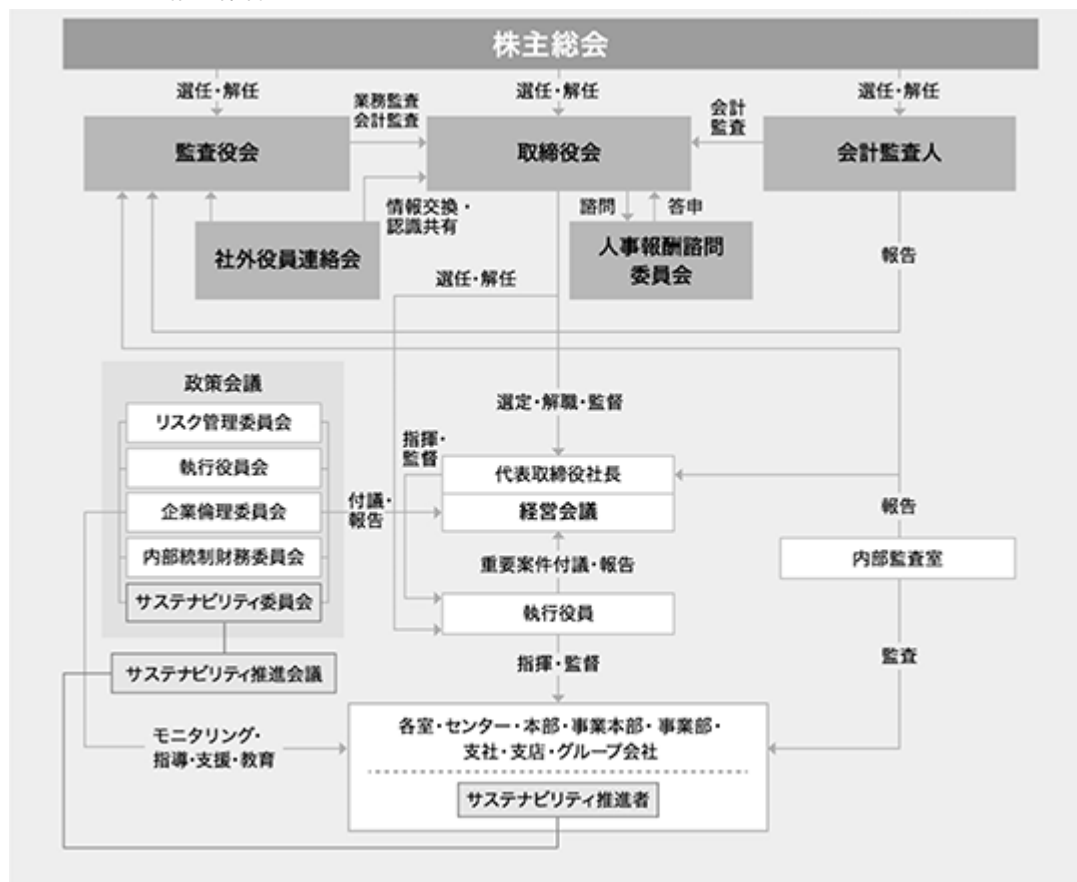 株主総会
選任・解任
選任・解任
選任・解任
業務監査
会計監査
会計
監査
監査役会
取締役会
会計監査人
情報交換・
認識共有
諮問
答申
社外役員連絡会
人事報酬諮問
委員会
報告
選任・解任
政策会議
リスク管理委員会
執行役員会
企業倫理委員会
内部統制財務委員会
サステナビリティ委員会
サステナビリティ推進会議
選定・解職・監督
指揮・
監督
代表取締役社長
経営会議
付議・
報告
報告
重要案件付議・報告
内部監査室
執行役員
指揮・監督
監査
モニタリング・
指導・支援・教育
各室・センター・本部・事業本部・事業部・
支社・支店・グループ会社
サステナビリティ推進者